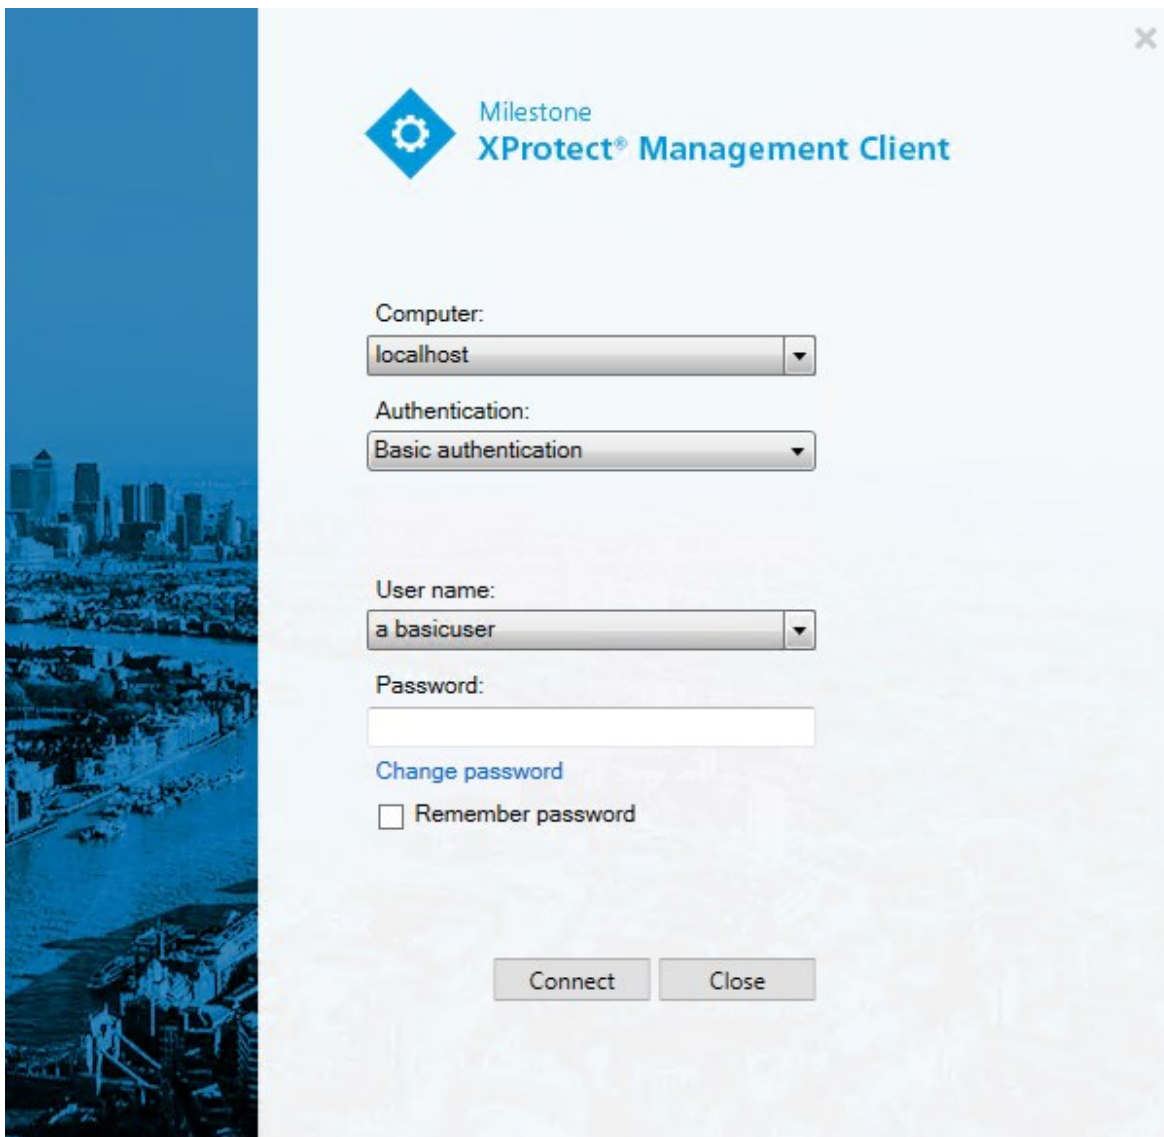 Milestone
XProtect® Management Client
Computer:
localhost
Authentication:
Basic authentication
User name:
a basicuser
Password:
Change password
Remember password
Connect Close